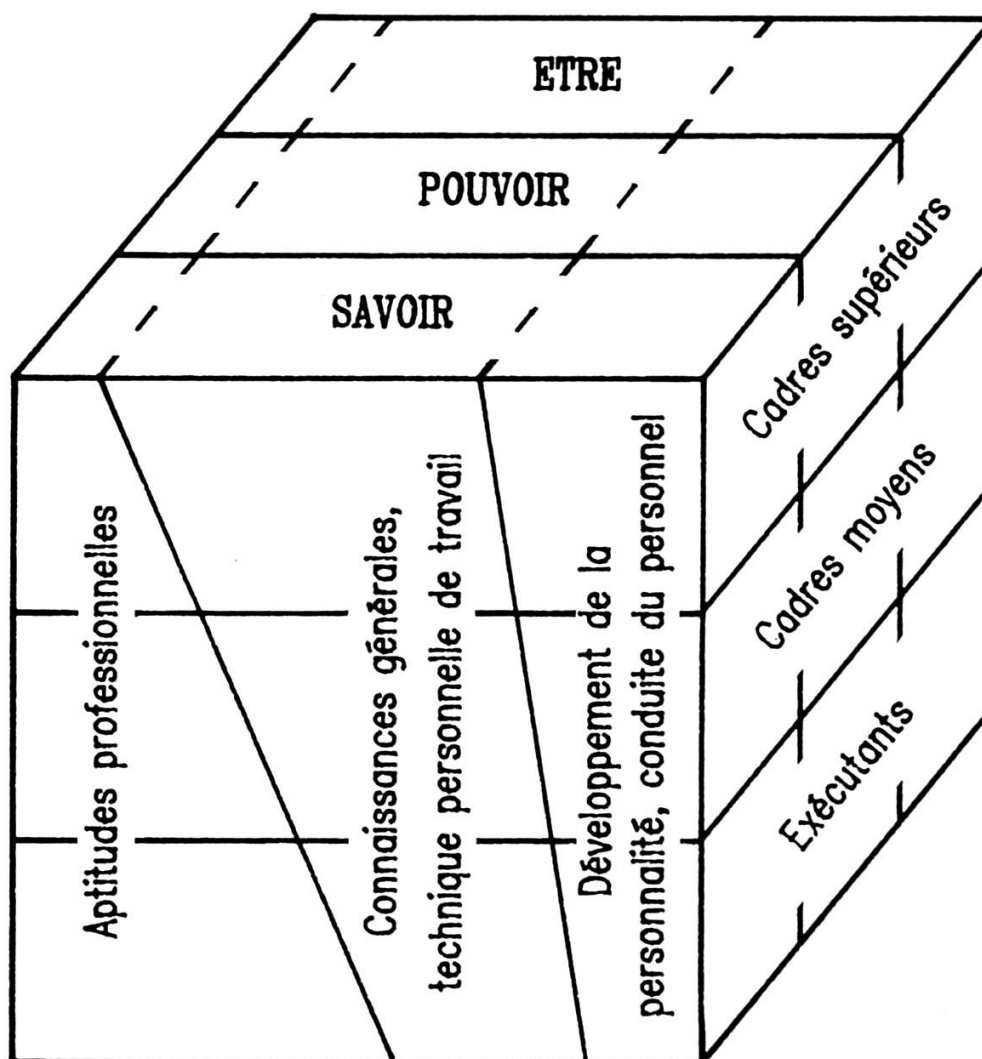 ETRE
POUVOIR
SAVOIR
Aptitudes professionnelles
Connaissances générales,
technique personnelle de travail
Développement de la
personnalité, conduite du personnel
Cadres supérieurs
Cadres moyens
Exécutants